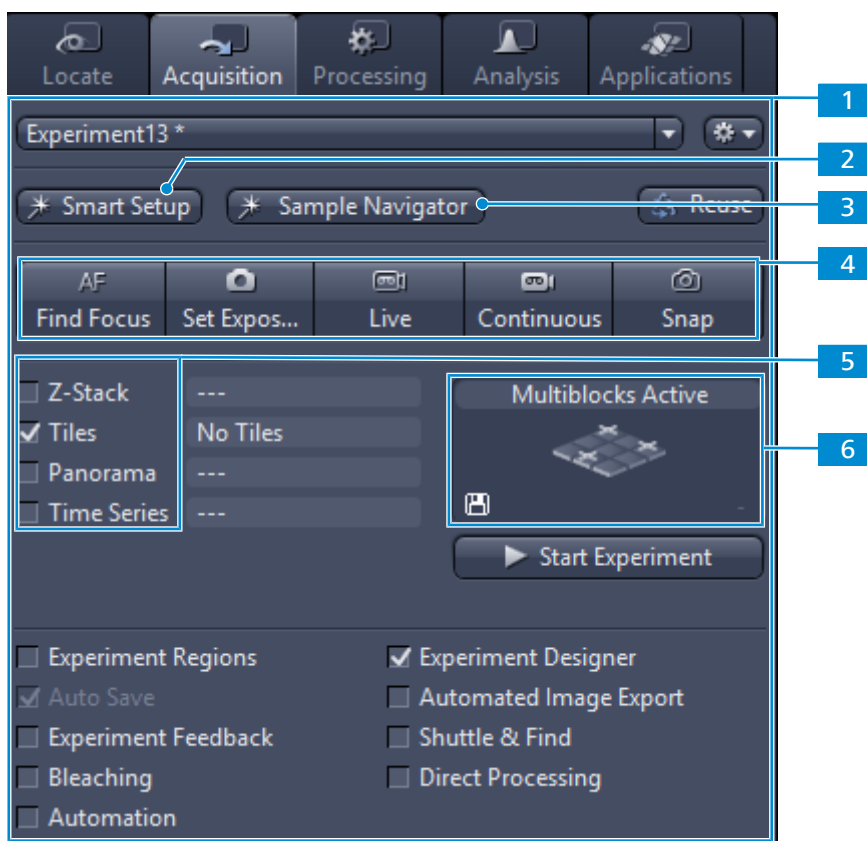 Locate Acquisition Processing Analysis Applications
1
Experiment13 *
2
Smart Setup Sample Navigator Reuse
3
4
AF
Find Focus Set Expos... Live Continuous Snap
5
Z-Stack --- Multiblocks Active
Tiles No Tiles
6
Panorama ---
Time Series --- -
Start Experiment
Experiment Regions Experiment Designer
Auto Save Automated Image Export
Experiment Feedback Shuttle & Find
Bleaching Direct Processing
Automation